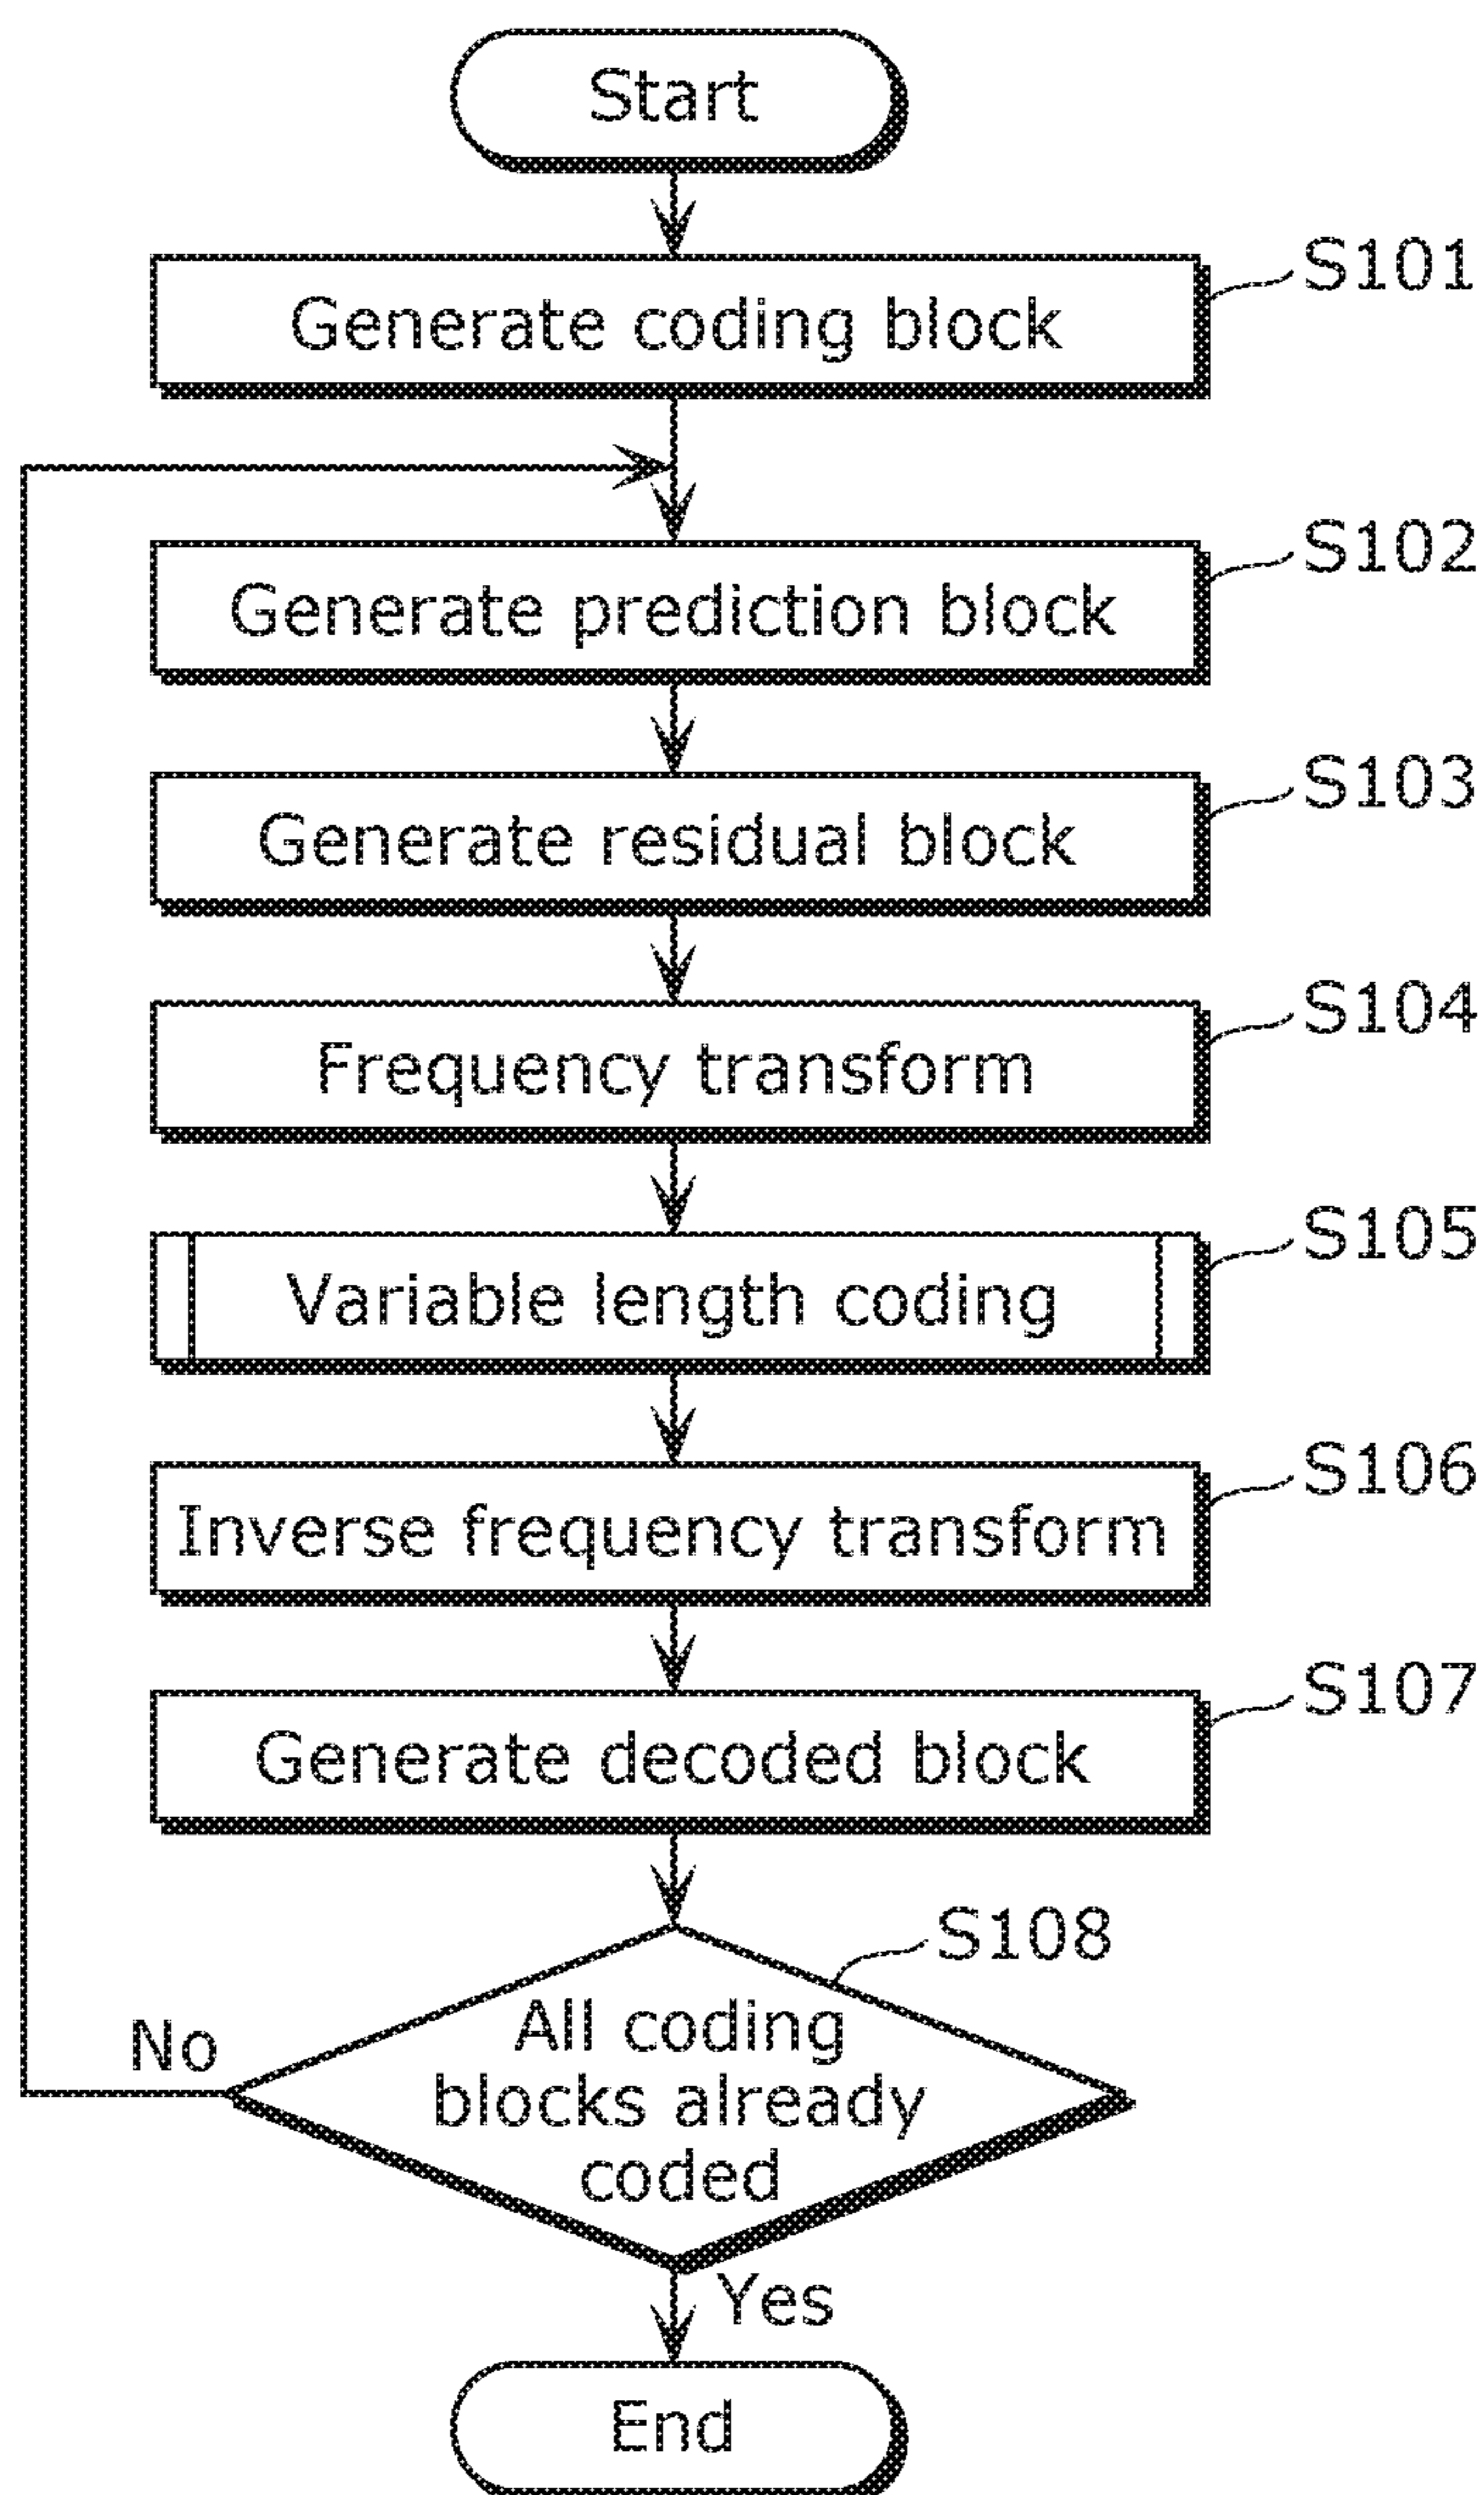 Start
S101
Generate coding block
S102
Generate prediction block
S103
Generate residual block
S104
Frequency transform
S105
Variable length coding
S106
Inverse frequency transform
S107
Generate decoded block
S108
All coding
blocks already
coded
No
Yes
End